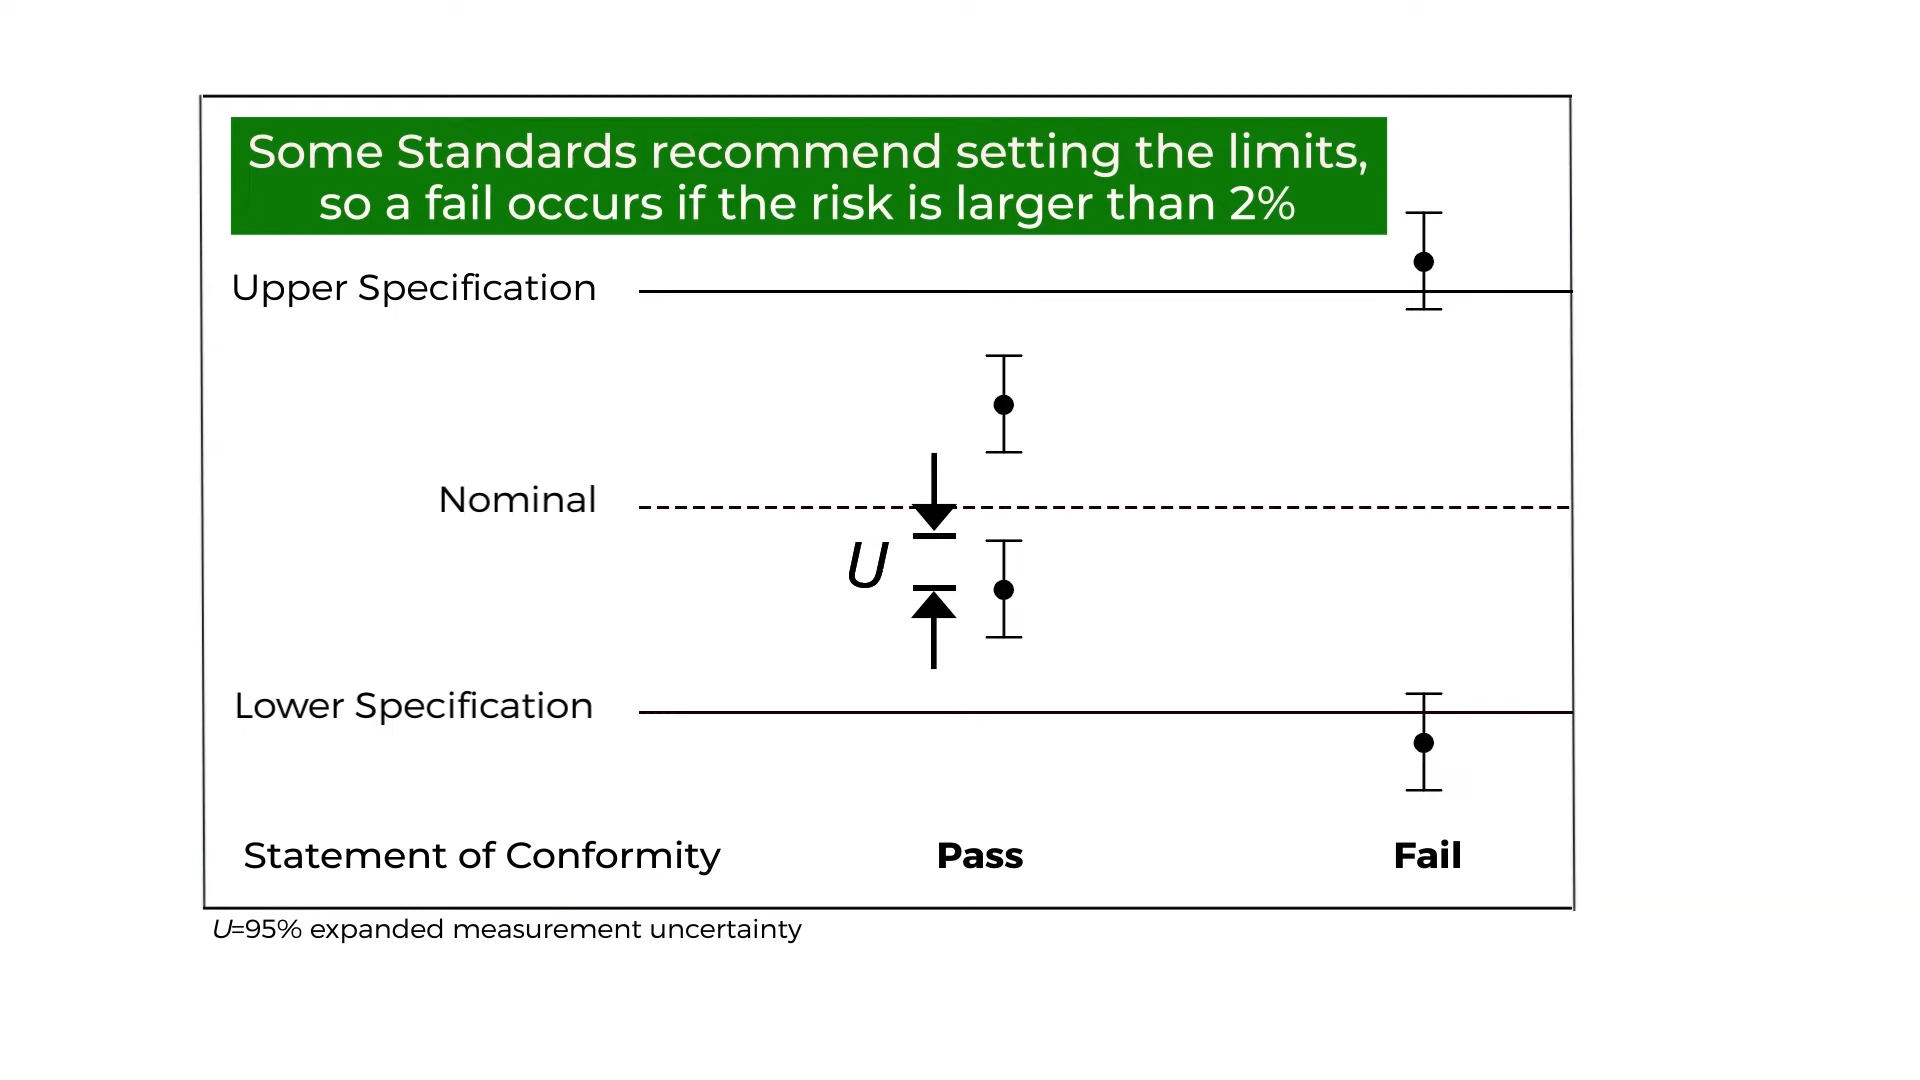 Some Standards recommend setting the limits,
so a fail occurs if the risk is larger than 2%
Upper Specification
Nominal
U
Lower Specification
Statement of Conformity Pass Fail
U=95% expanded measurement uncertainty